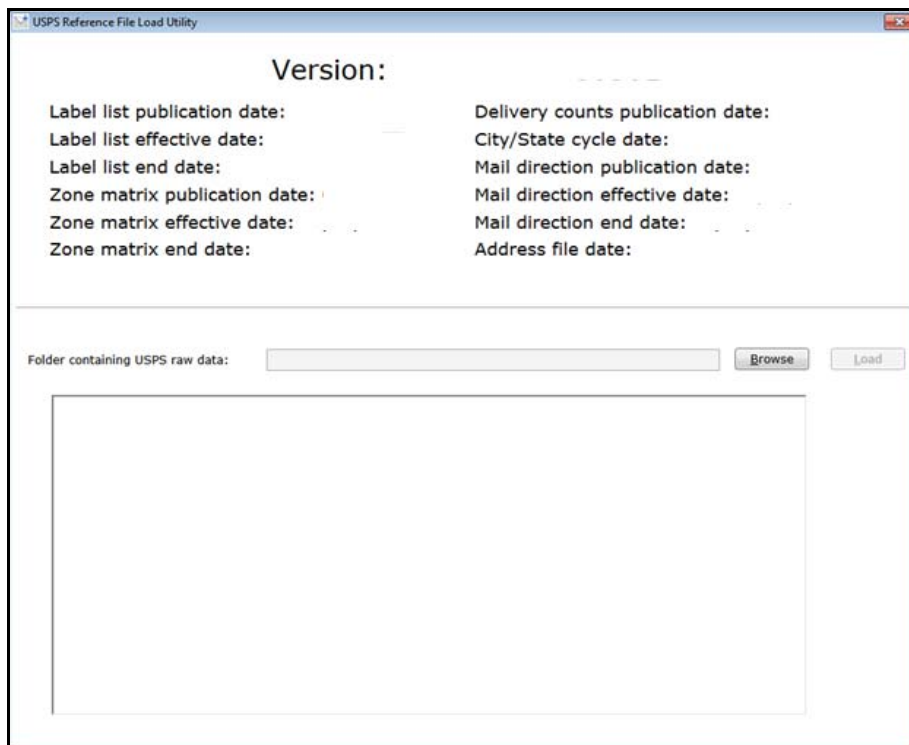 USPS Reference File Load Utility
Version:
Label list publication date:
Label list effective date:
Label list end date:
Zone matrix publication date:
Zone matrix effective date:
Zone matrix end date:
Delivery counts publication date:
City/State cycle date:
Mail direction publication date:
Mail direction effective date:
Mail direction end date:
Address file date:
Folder containing USPS raw data:
Browse
Load